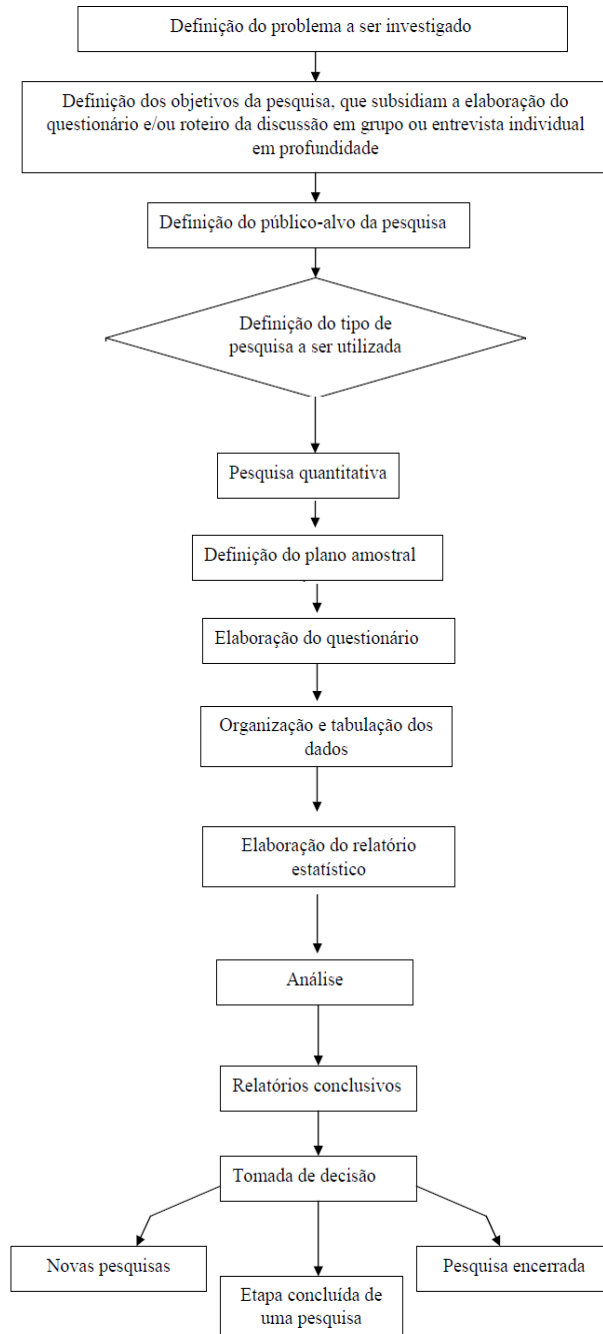 Definição do problema a ser investigado
Definição dos objetivos da pesquisa, que subsidiam a elaboração do
questionário e/ou roteiro da discussão em grupo ou entrevista individual
em profundidade
Definição do público-alvo da pesquisa
Definição do tipo de
pesquisa a ser utilizada
Pesquisa quantitativa
Definição do plano amostral
Elaboração do questionário
Organização e tabulação dos
dados
Elaboração do relatório
estatístico
Análise
Relatórios conclusivos
Tomada de decisão
Novas pesquisas
Etapa concluída de
uma pesquisa
Pesquisa encerrada